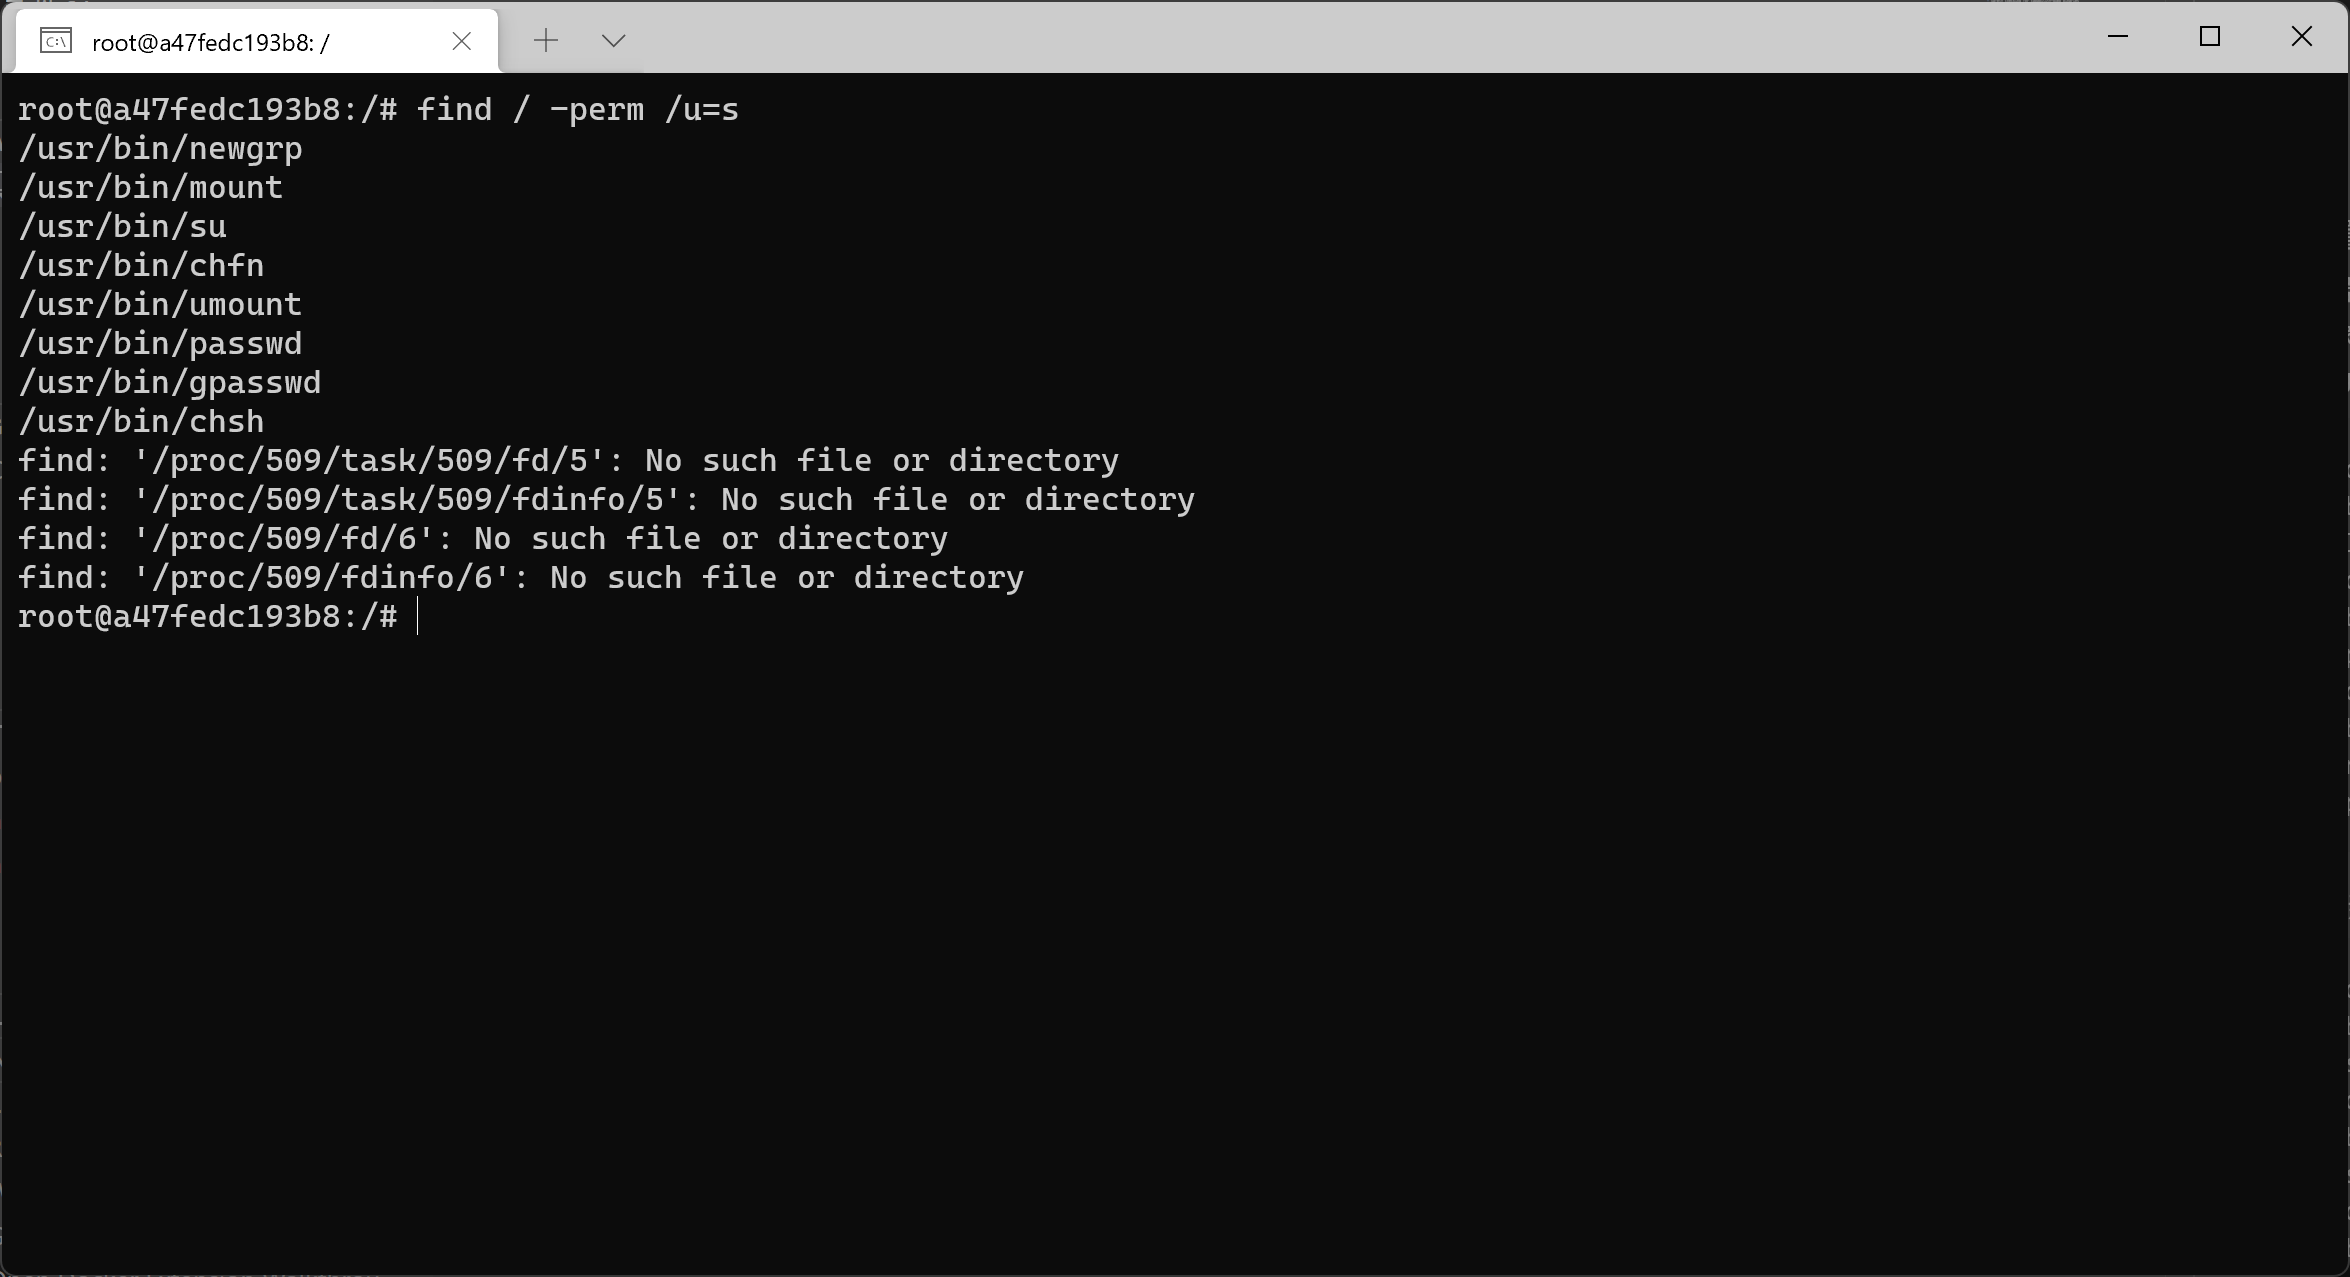 root@a47fedc193b8: /
root@a47fedc193b8:/# find / -perm /u=s
/usr/bin/newgrp
/usr/bin/mount
/usr/bin/su
/usr/bin/chfn
/usr/bin/umount
/usr/bin/passwd
/usr/bin/gpasswd
/usr/bin/chsh
find: '/proc/509/task/509/fd/5': No such file or directory
find: '/proc/509/task/509/fdinfo/5': No such file or directory
find: '/proc/509/fd/6': No such file or directory
find: '/proc/509/fdinfo/6': No such file or directory
root@a47fedc193b8:/#